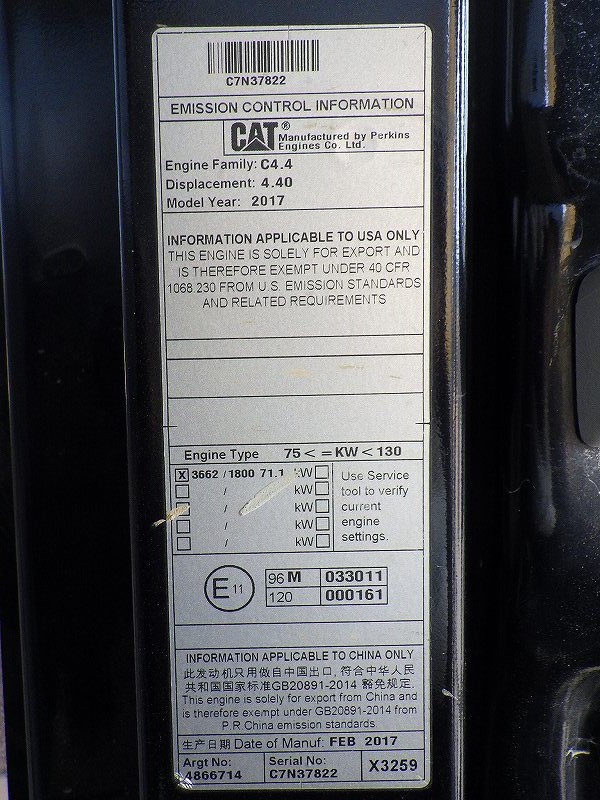 C7N37822
EMISSION CONTROL INFORMATION
CAT® Manufactured by Perkins
Engines Co. Ltd.
Engine Family: C4.4
Displacement: 4.40
Model Year: 2017
INFORMATION APPLICABLE TO USA ONLY
THIS ENGINE IS SOLELY FOR EXPORT AND
IS THEREFORE EXEMPT UNDER 40 CFR
1068.230 FROM U.S. EMISSION STANDARDS
AND RELATED REQUIREMENTS
Engine Type 75 < = KW < 130
X 3662 / 1800 71.1 kW
/ kW
/ kW
/ kW
/ kW
Use Service
tool to verify
current
engine
settings.
E 11
96 M 033011
120 000161
INFORMATION APPLICABLE TO CHINA ONLY
此发动机只用做自中国出口, 符合中华人民
共和国国家标准GB20891-2014 豁免规定.
This engine is solely for export from China and
is therefore exempt under GB20891-2014 from
P.R China emission standards
生产日期 Date of Manuf: FEB 2017
Argt No:
4866714
Serial No:
C7N37822
X3259